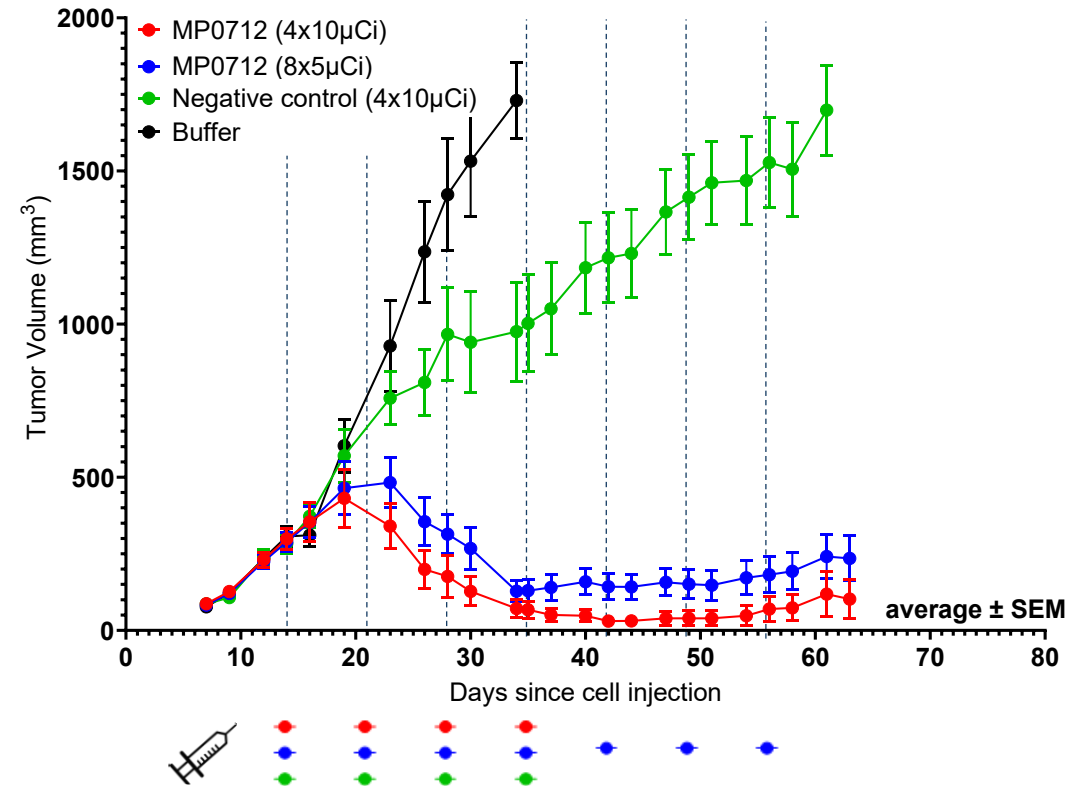 2000
1500
1000
500
0
Tumor Volume (mm³)
MP0712 (4x10µCi)
MP0712 (8x5µCi)
Negative control (4x10µCi)
Buffer
average ± SEM
0 10 20 30 40 50 60 70 80
Days since cell injection